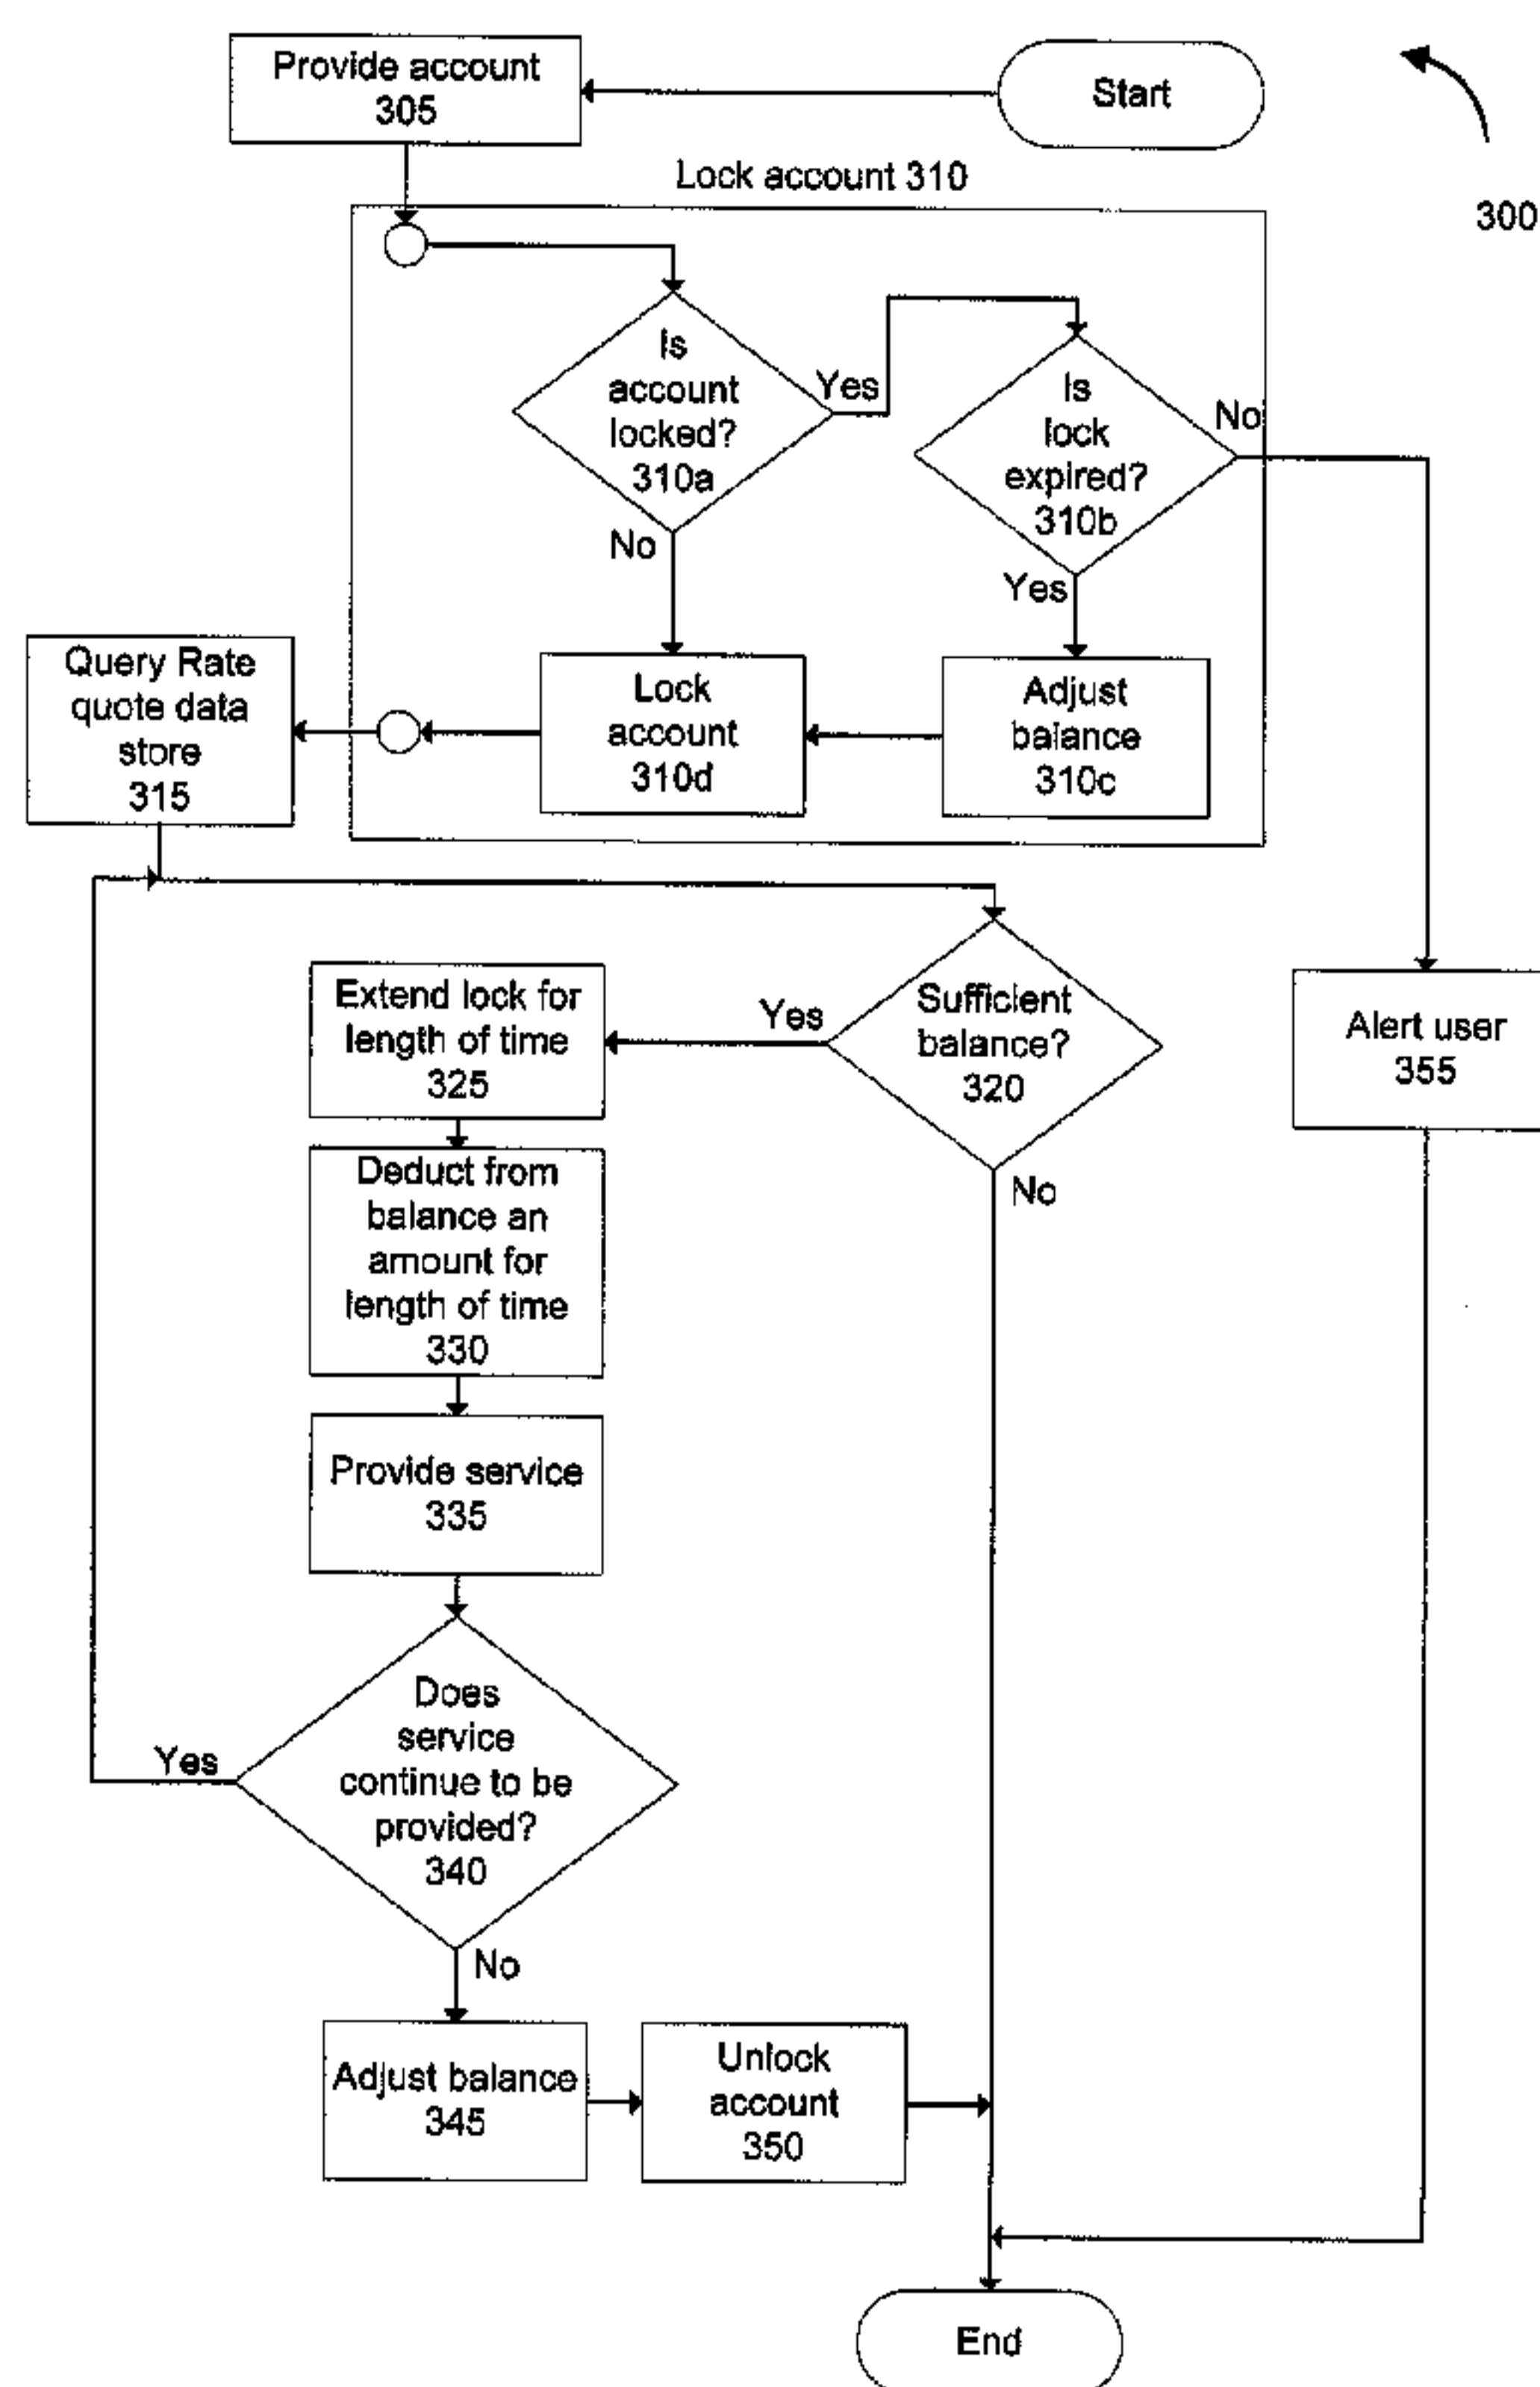 Provide account
305
Start
300
Lock account 310
Is
account
locked?
310a
Yes
No
Is
lock
expired?
310b
No
Yes
Query Rate
quote data
store
315
Lock
account
310d
Adjust
balance
310c
Extend lock for
length of time
325
Yes
Sufficient
balance?
320
No
Alert user
355
Deduct from
balance an
amount for
length of time
330
Provide service
335
Does
service
continue to be
provided?
340
Yes
No
Adjust balance
345
Unlock
account
350
End